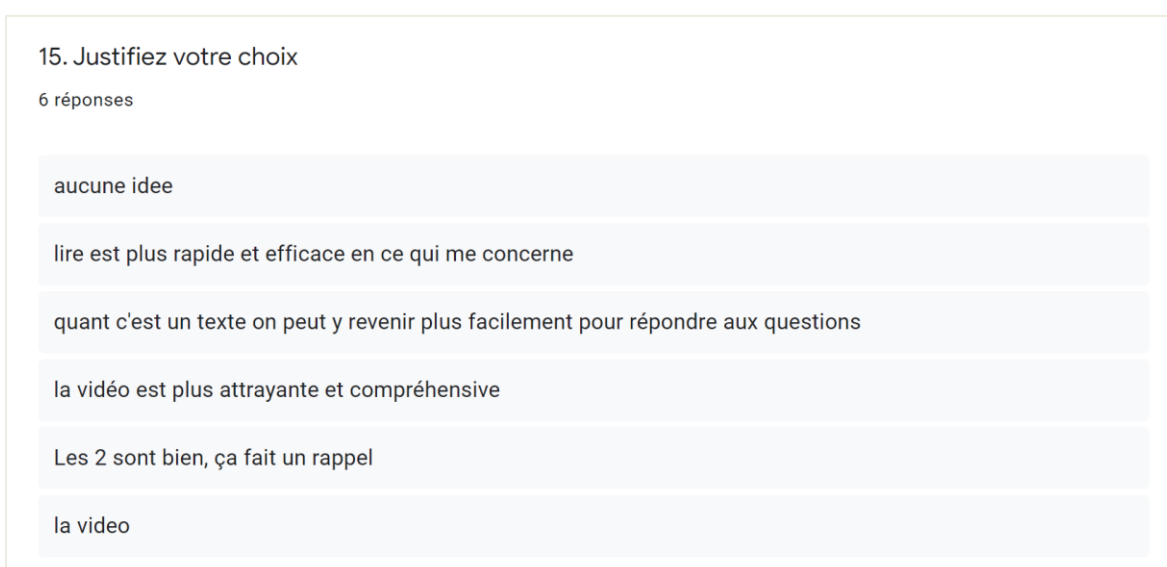 15. Justifiez votre choix
6 réponses
aucune idee
lire est plus rapide et efficace en ce qui me concerne
quant c'est un texte on peut y revenir plus facilement pour répondre aux questions
la vidéo est plus attrayante et compréhensive
Les 2 sont bien, ça fait un rappel
la video